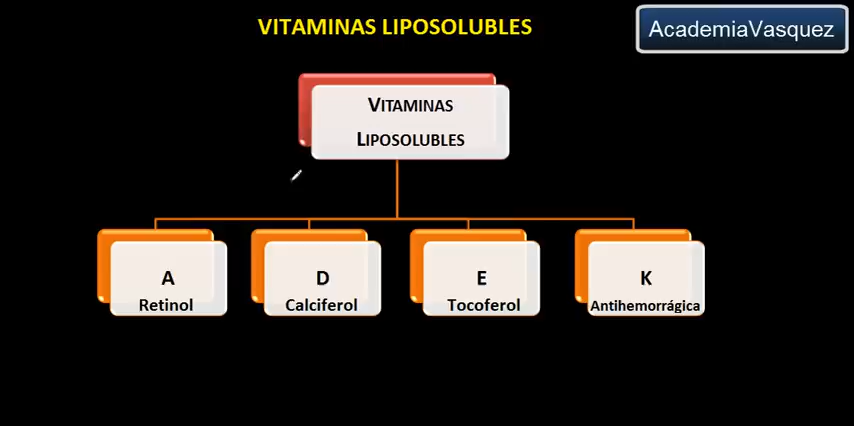 VITAMINAS LIPOSOLUBLES
AcademiaVasquez
VITAMINAS
LIPOSOLUBLES
A
Retinol
D
Calciferol
E
Tocoferol
K
Antihemorrágica